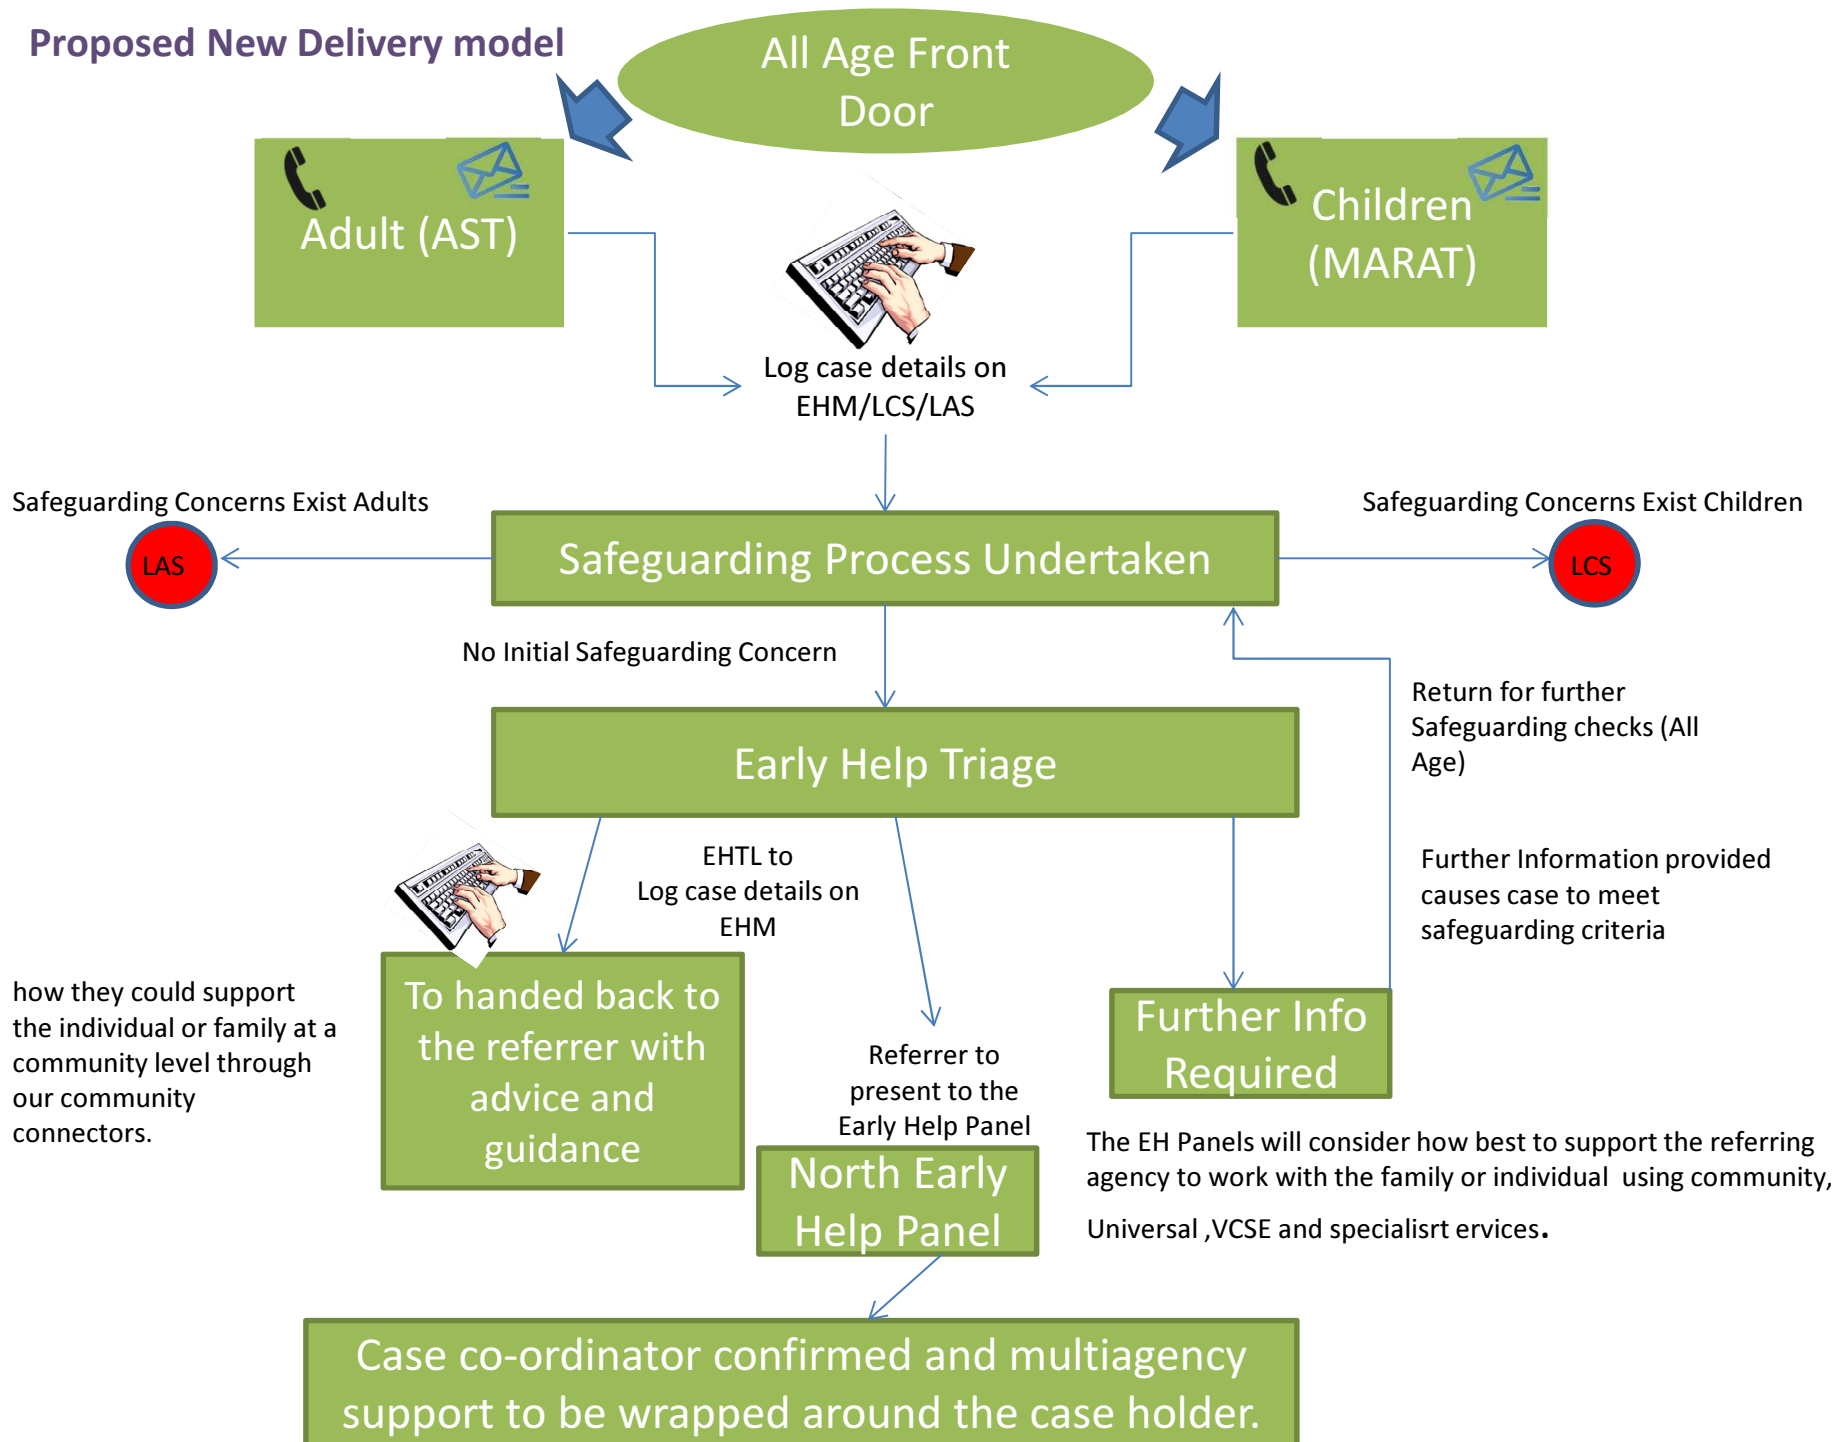 Proposed New Delivery model
All Age Front
Door
Adult (AST)
Children
(MARAT)
Log case details on
EHM/LCS/LAS
Safeguarding Concerns Exist Adults
Safeguarding Concerns Exist Children
LAS
Safeguarding Process Undertaken
LCS
No Initial Safeguarding Concern
Return for further
Safeguarding checks (All
Age)
Early Help Triage
EHTL to
Log case details on
EHM
Further Information provided
causes case to meet
safeguarding criteria
how they could support
the individual or family at a
community level through
our community
connectors.
To handed back to
the referrer with
advice and
guidance
Referrer to
present to the
Early Help Panel
Further Info
Required
North Early
Help Panel
The EH Panels will consider how best to support the referring
agency to work with the family or individual  using community,
Universal ,VCSE and specialisrt ervices.
Case co-ordinator confirmed and multiagency
support to be wrapped around the case holder.